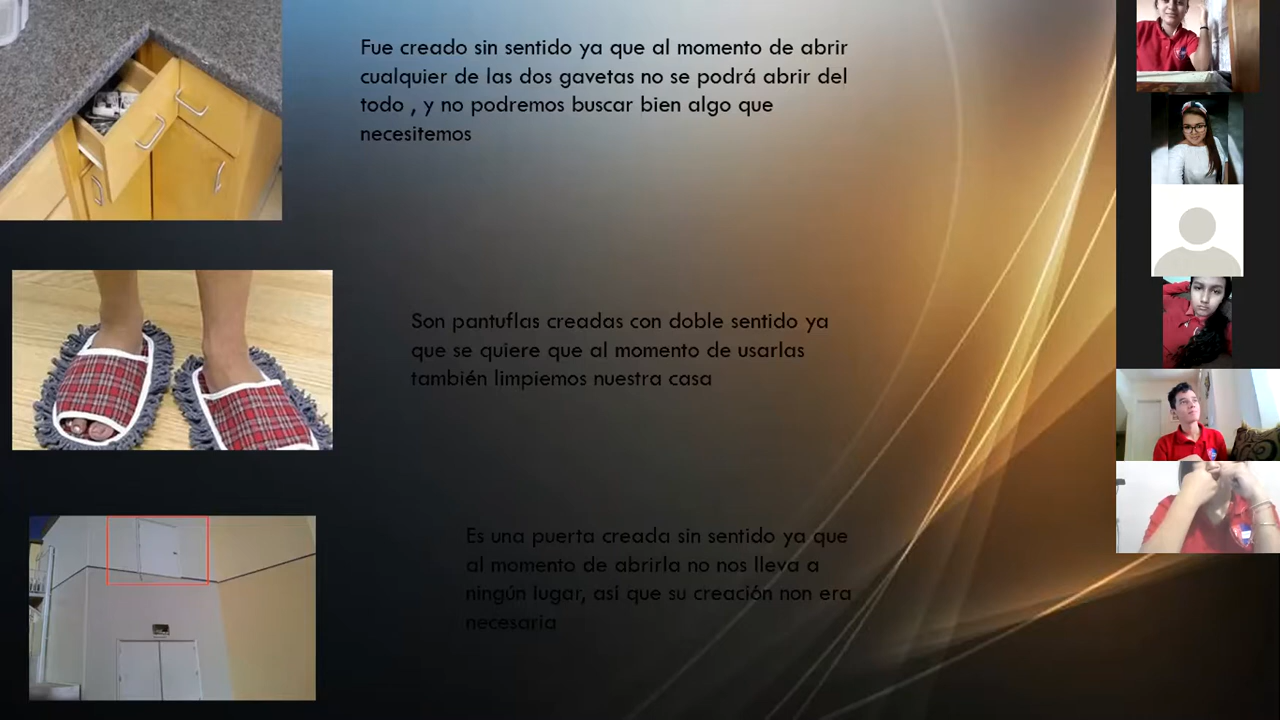 Fue creado sin sentido ya que al momento de abrir
cualquier de las dos gavetas no se podrá abrir del
todo , y no podremos buscar bien algo que
necesitemos
Son pantuflas creadas con doble sentido ya
que se quiere que al momento de usarlas
también limpiemos nuestra casa
Es una puerta creada sin sentido ya que
al momento de abrirla no nos lleva a
ningún lugar, así que su creación non era
necesaria